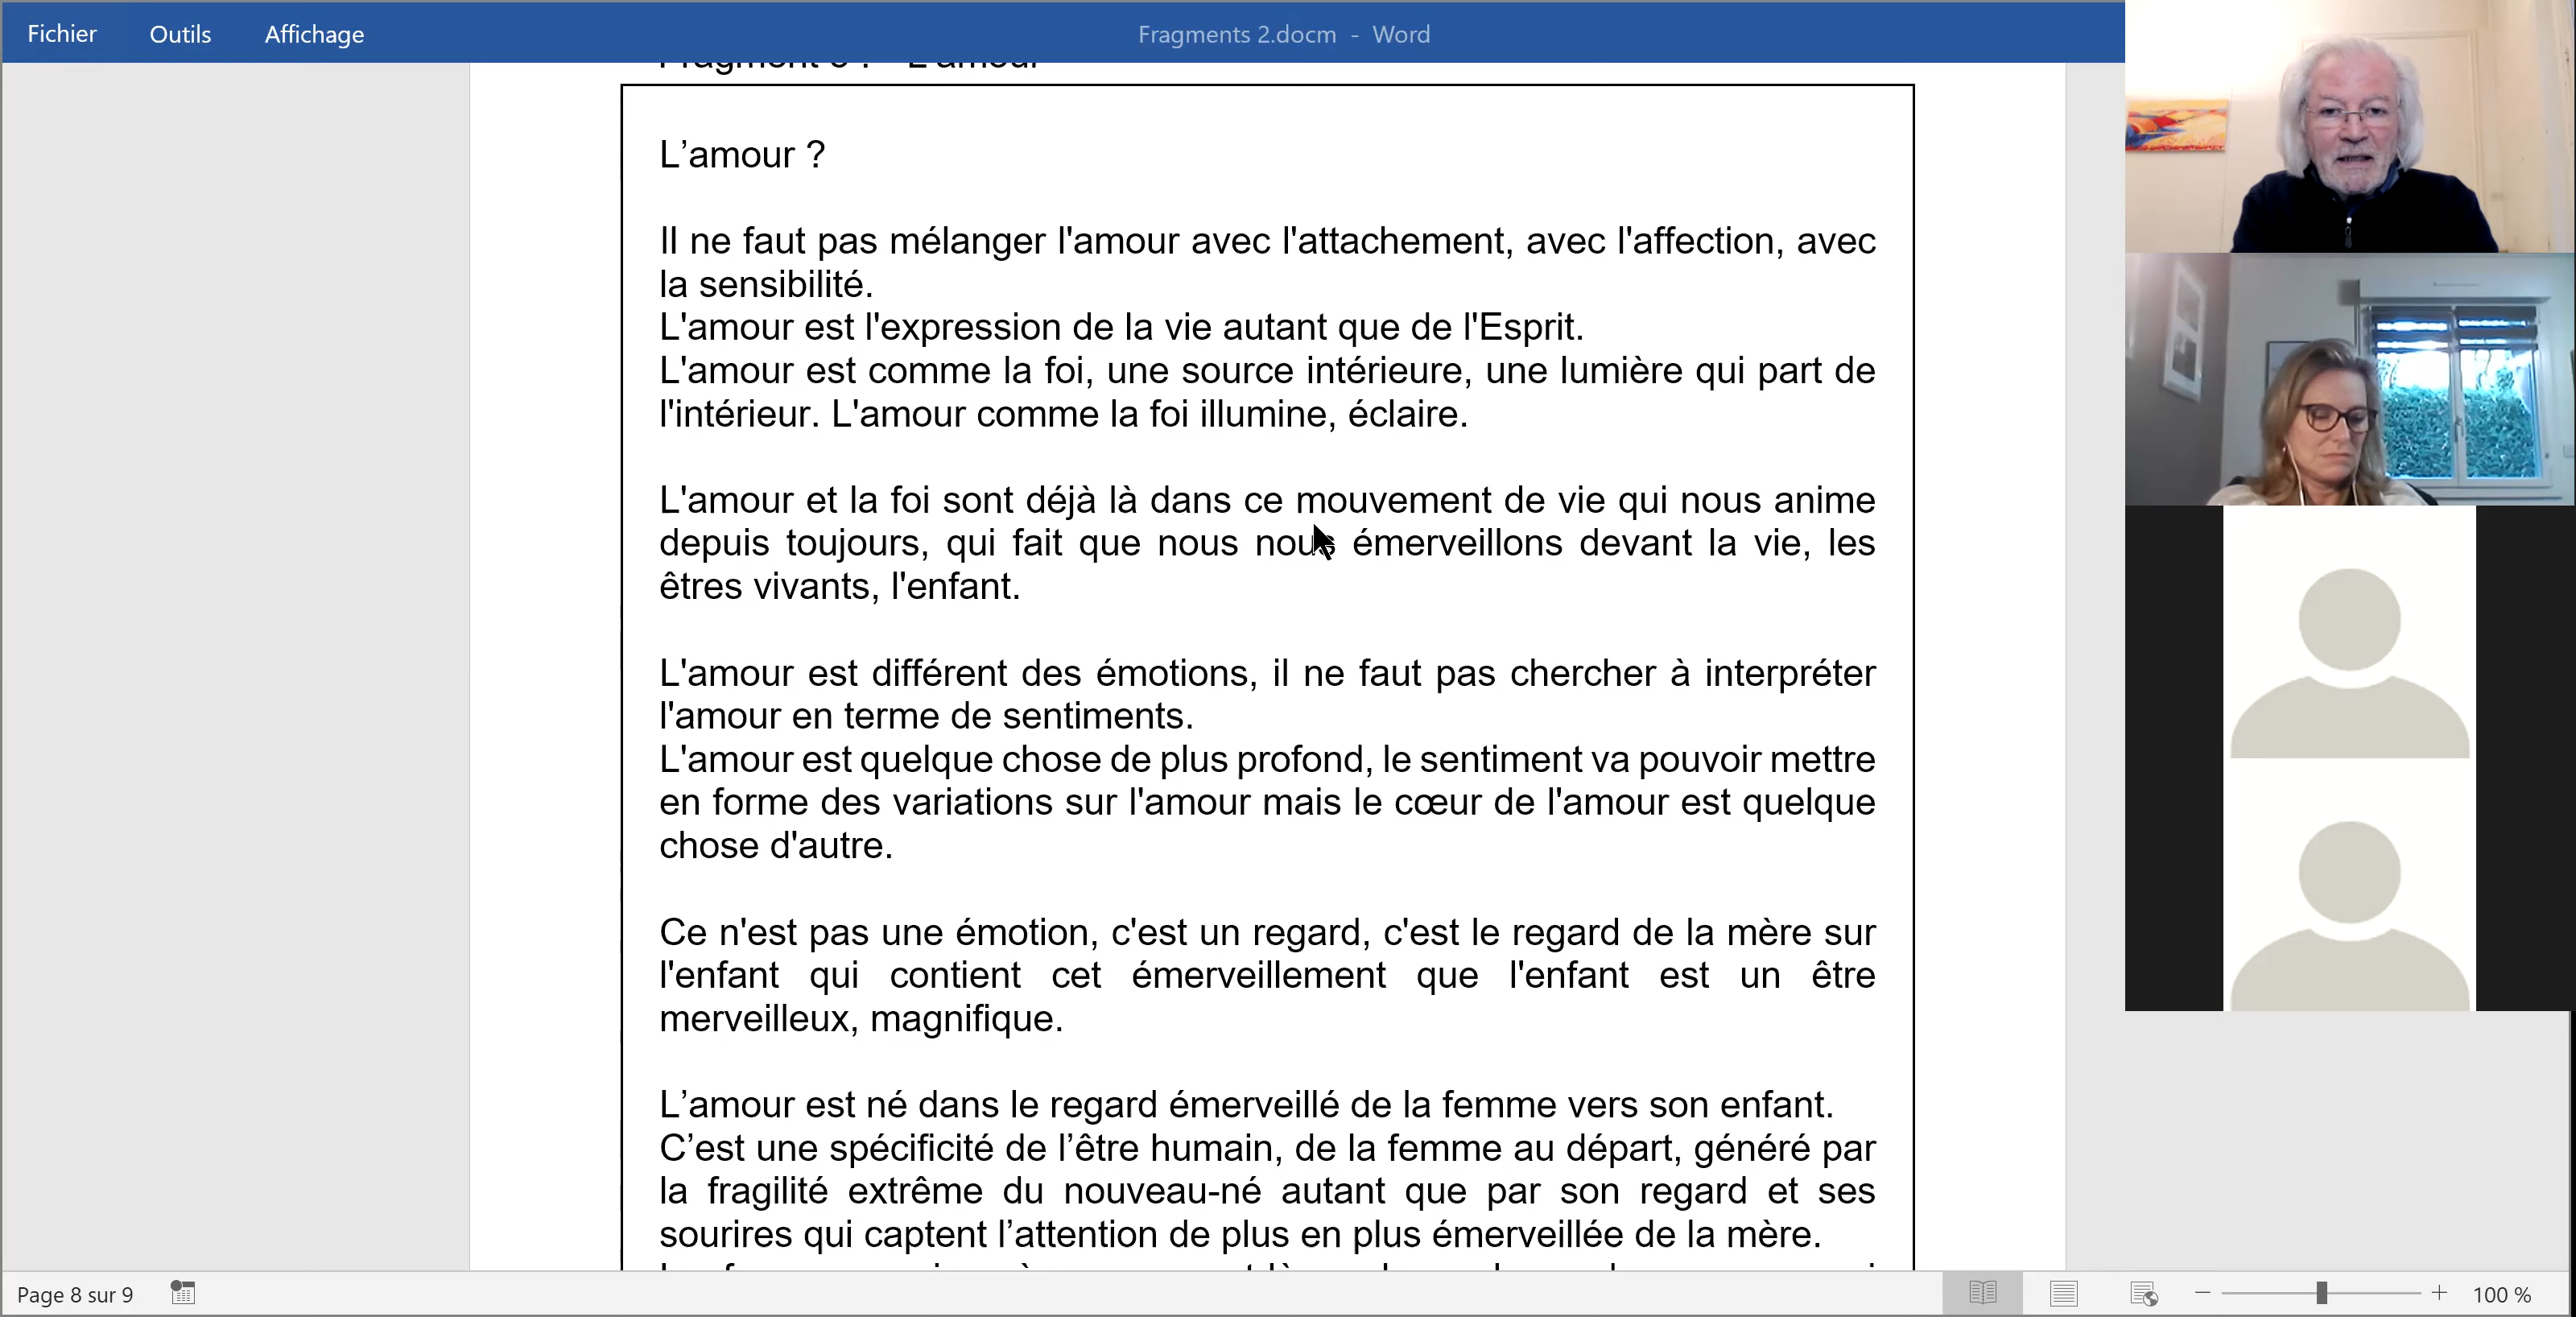 Fichier Outils Affichage Fragments 2.docm - Word
L’amour ?
Il ne faut pas mélanger l'amour avec l'attachement, avec l'affection, avec
la sensibilité.
L'amour est l'expression de la vie autant que de l'Esprit.
L'amour est comme la foi, une source intérieure, une lumière qui part de
l'intérieur. L'amour comme la foi illumine, éclaire.
L'amour et la foi sont déjà là dans ce mouvement de vie qui nous anime
depuis toujours, qui fait que nous nous émerveillons devant la vie, les
êtres vivants, l'enfant.
L'amour est différent des émotions, il ne faut pas chercher à interpréter
l'amour en terme de sentiments.
L'amour est quelque chose de plus profond, le sentiment va pouvoir mettre
en forme des variations sur l'amour mais le cœur de l'amour est quelque
chose d'autre.
Ce n'est pas une émotion, c'est un regard, c'est le regard de la mère sur
l'enfant qui contient cet émerveillement que l'enfant est un être
merveilleux, magnifique.
L’amour est né dans le regard émerveillé de la femme vers son enfant.
C’est une spécificité de l’être humain, de la femme au départ, généré par
la fragilité extrême du nouveau-né autant que par son regard et ses
sourires qui captent l’attention de plus en plus émerveillée de la mère.
Page 8 sur 9 100 %